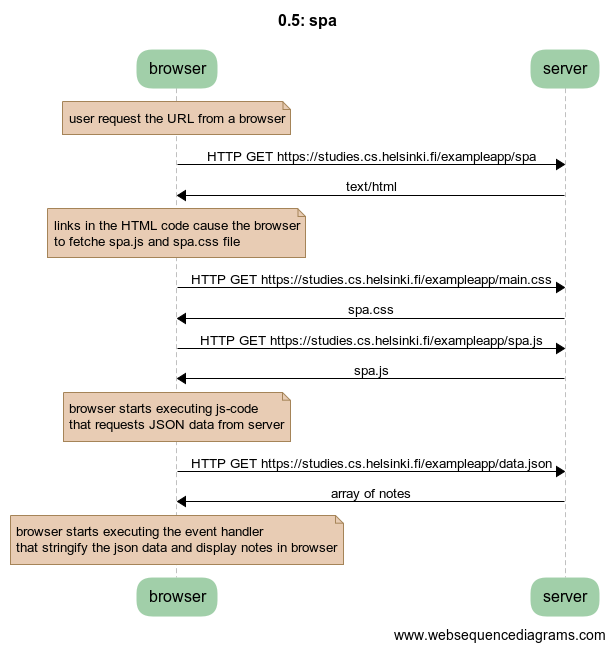 0.5: spa
browser
server
user request the URL from a browser
HTTP GET https://studies.cs.helsinki.fi/exampleapp/spa
text/html
links in the HTML code cause the browser
to fetche spa.js and spa.css file
HTTP GET https://studies.cs.helsinki.fi/exampleapp/main.css
spa.css
HTTP GET https://studies.cs.helsinki.fi/exampleapp/spa.js
spa.js
browser starts executing js-code
that requests JSON data from server
HTTP GET https://studies.cs.helsinki.fi/exampleapp/data.json
array of notes
browser starts executing the event handler
that stringify the json data and display notes in browser
browser
server
www.websequencediagrams.com